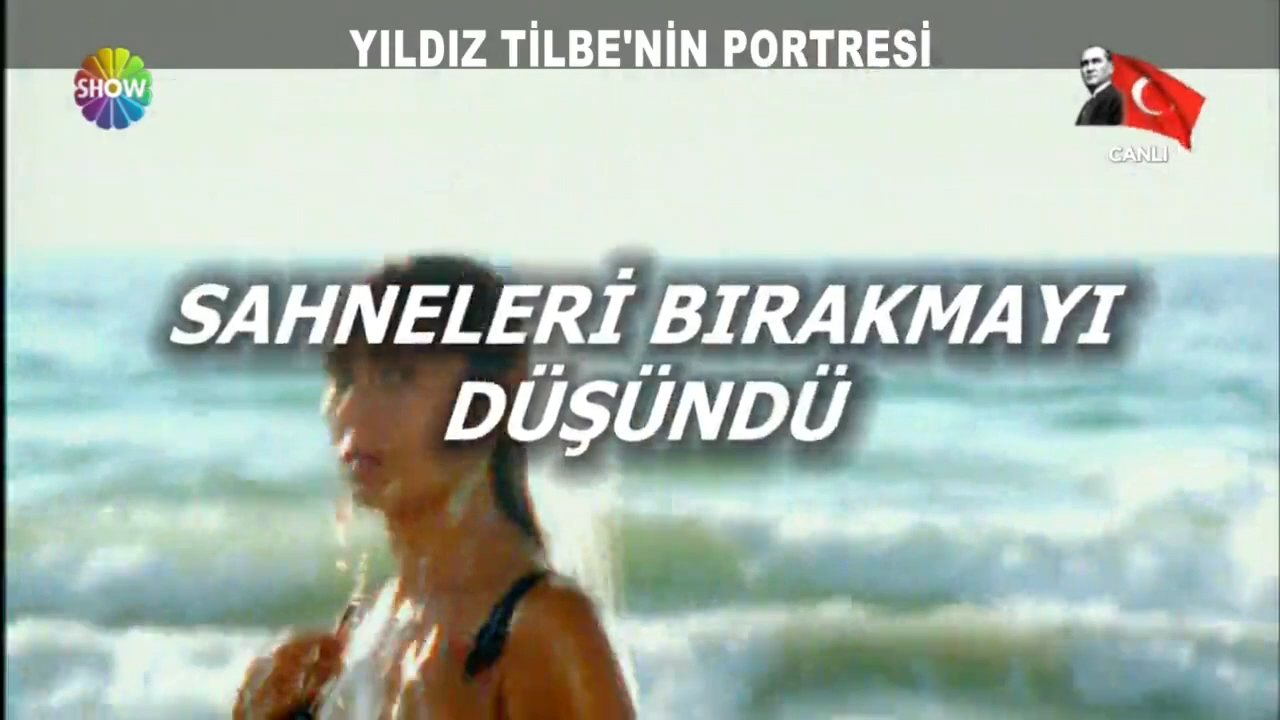 YILDIZ TİLBE'NİN PORTRESİ
SHOW
CANLI
SAHNELERİ BIRAKMAYI
DÜŞÜNDÜ